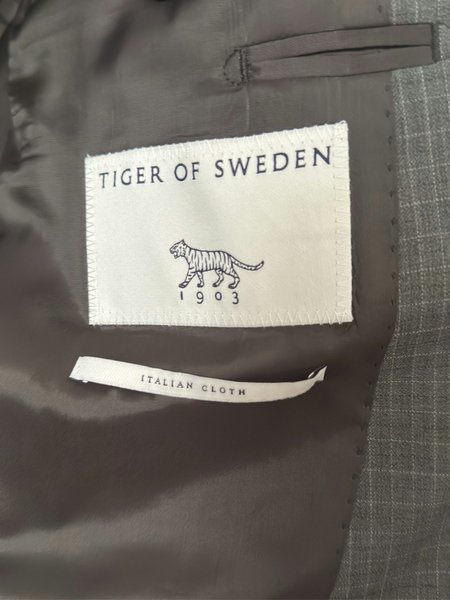 TIGER OF SWEDEN
1903
ITALIAN CLOTH